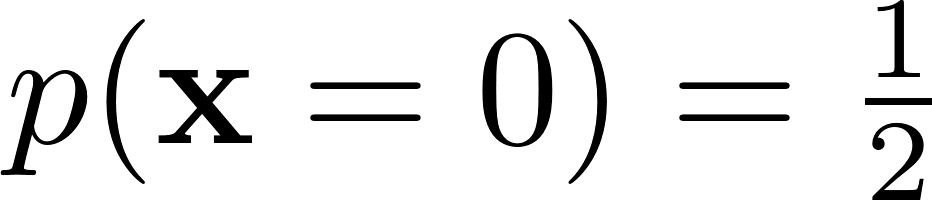 p(𝐱 = 0) = 1/2